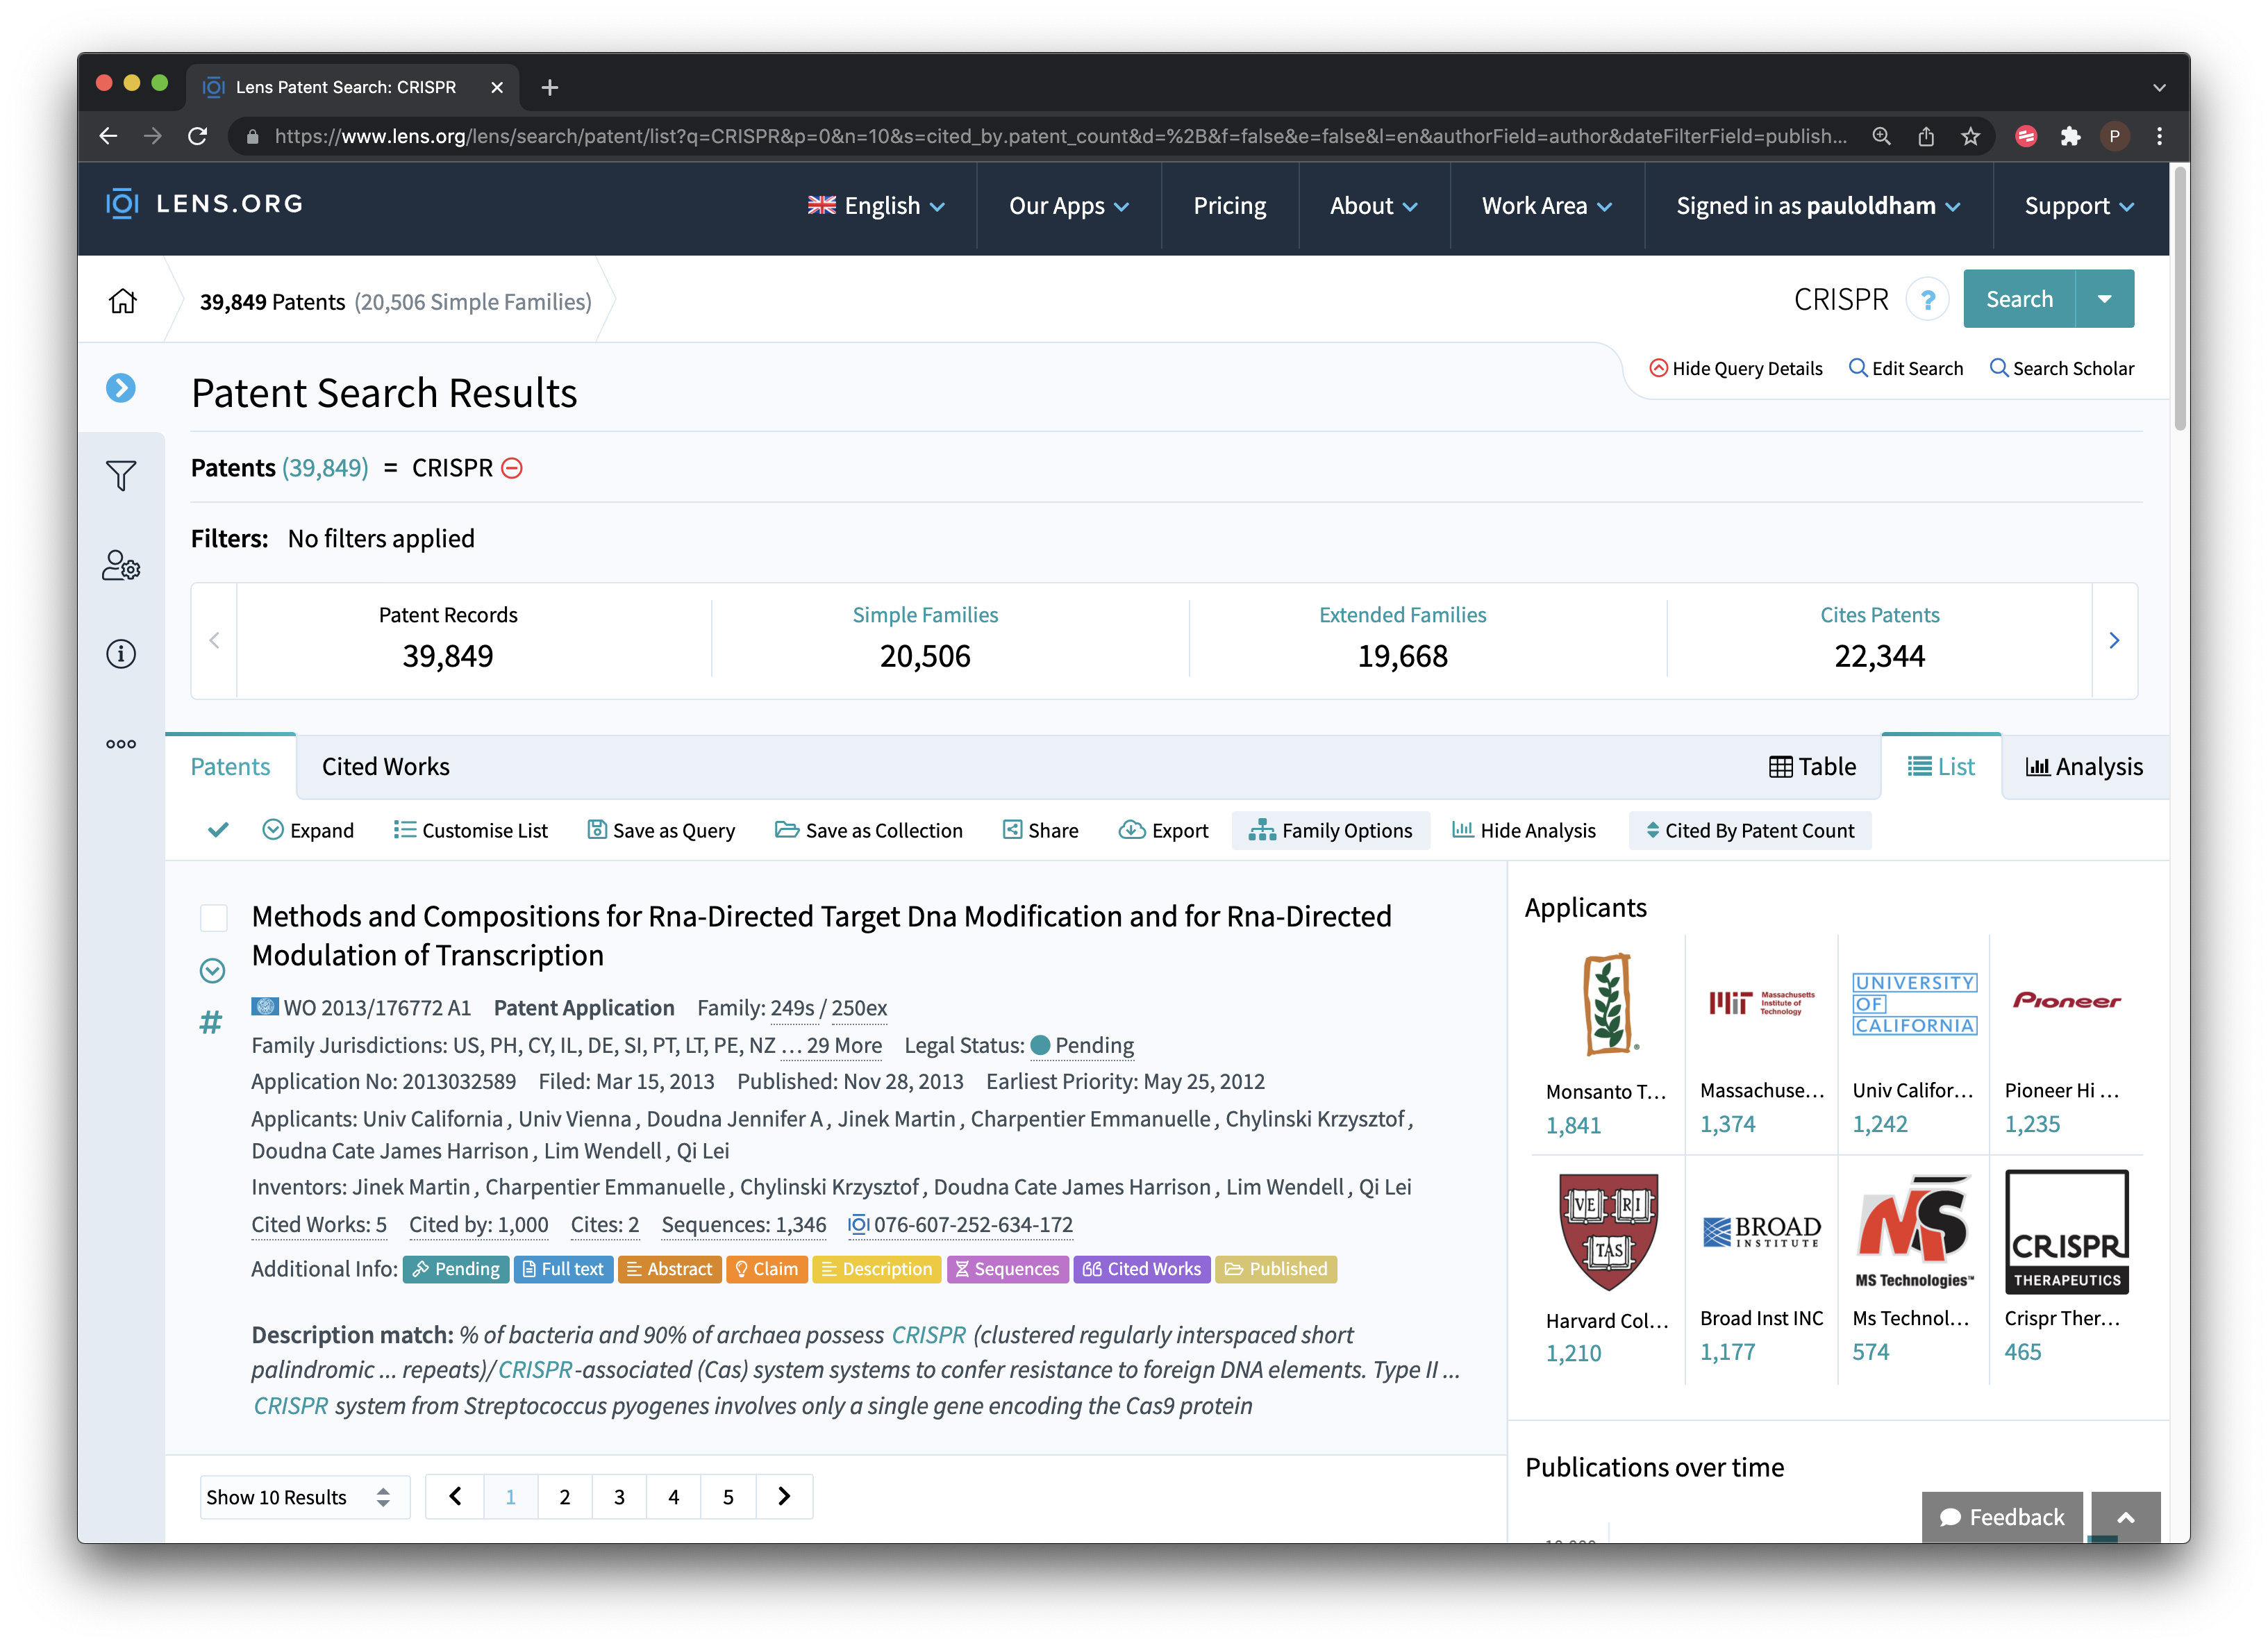 Lens Patent Search: CRISPR
https://www.lens.org/lens/search/patent/list?q=CRISPR&p=0&n=10&s=cited_by.patent_count&d=%2B&f=false&e=false&l=en&authorField=author&dateFilterField=publish...
P
LENS.ORG
English
Our Apps
Pricing
About
Work Area
Signed in as pauloldham
Support
39,849 Patents (20,506 Simple Families)
CRISPR
?
Search
Hide Query Details
Edit Search
Search Scholar
Patent Search Results
Patents (39,849) = CRISPR
Filters: No filters applied
Patent Records
39,849
Simple Families
20,506
Extended Families
19,668
Cites Patents
22,344
Patents
Cited Works
Table
List
Analysis
Expand
Customise List
Save as Query
Save as Collection
Share
Export
Family Options
Hide Analysis
Cited By Patent Count
Methods and Compositions for Rna-Directed Target Dna Modification and for Rna-Directed
Modulation of Transcription
#
WO 2013/176772 A1 Patent Application Family: 249s / 250ex
Family Jurisdictions: US, PH, CY, IL, DE, SI, PT, LT, PE, NZ ... 29 More Legal Status: Pending
Application No: 2013032589 Filed: Mar 15, 2013 Published: Nov 28, 2013 Earliest Priority: May 25, 2012
Applicants: Univ California , Univ Vienna , Doudna Jennifer A , Jinek Martin , Charpentier Emmanuelle , Chylinski Krzysztof ,
Doudna Cate James Harrison , Lim Wendell , Qi Lei
Inventors: Jinek Martin , Charpentier Emmanuelle , Chylinski Krzysztof , Doudna Cate James Harrison , Lim Wendell , Qi Lei
Cited Works: 5 Cited by: 1,000 Cites: 2 Sequences: 1,346 076-607-252-634-172
Additional Info: Pending Full text Abstract Claim Description Sequences Cited Works Published
Description match: % of bacteria and 90% of archaea possess CRISPR (clustered regularly interspaced short
palindromic ... repeats)/CRISPR-associated (Cas) system systems to confer resistance to foreign DNA elements. Type II ...
CRISPR system from Streptococcus pyogenes involves only a single gene encoding the Cas9 protein
Show 10 Results
1 2 3 4 5
Applicants
Monsanto T...
1,841
MIT Massachusetts
Institute of
Technology
Massachuse...
1,374
UNIVERSITY
OF
CALIFORNIA
Univ Califor...
1,242
PIONEER
Pioneer Hi ...
1,235
VE RI
TAS
Harvard Col...
1,210
BROAD
INSTITUTE
Broad Inst INC
1,177
MS
MS Technologies™
Ms Technol...
574
CRISPR
THERAPEUTICS
Crispr Ther...
465
Publications over time
Feedback